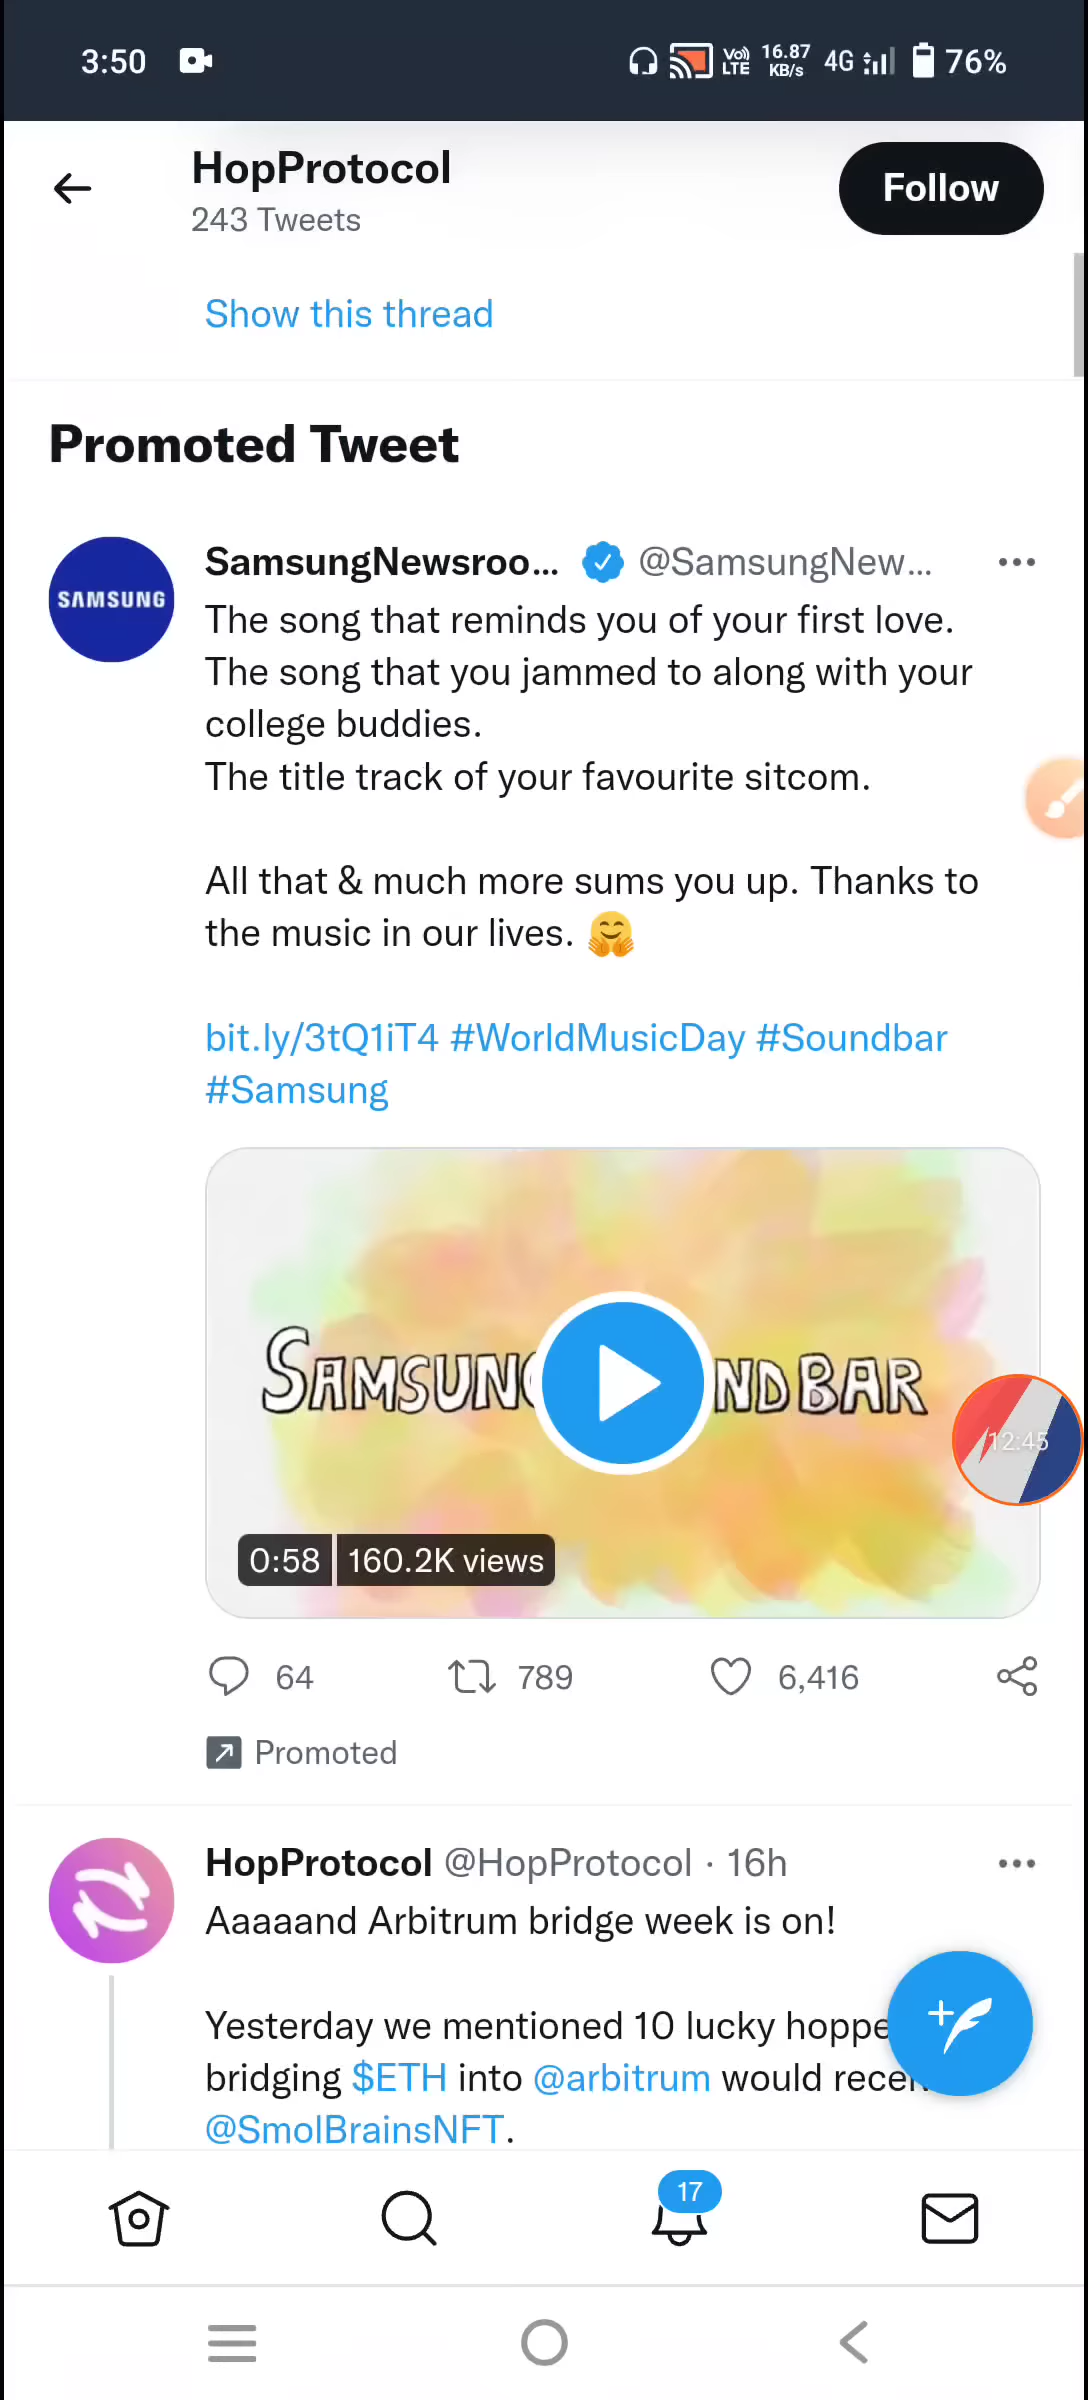 3:50 Vo) LTE 16.87 KB/s 4G 76%
HopProtocol
243 Tweets
Follow
Show this thread
Promoted Tweet
SAMSUNG
SamsungNewsroo... @SamsungNew...
The song that reminds you of your first love.
The song that you jammed to along with your
college buddies.
The title track of your favourite sitcom.
All that & much more sums you up. Thanks to
the music in our lives. 🤗
bit.ly/3tQ1iT4 #WorldMusicDay #Soundbar
#Samsung
SAMSUNG NDBAR
12:45
0:58 160.2K views
64 789 6,416
Promoted
HopProtocol @HopProtocol · 16h
Aaaaand Arbitrum bridge week is on!
Yesterday we mentioned 10 lucky hoppe
bridging $ETH into @arbitrum would recei
@SmolBrainsNFT.
17